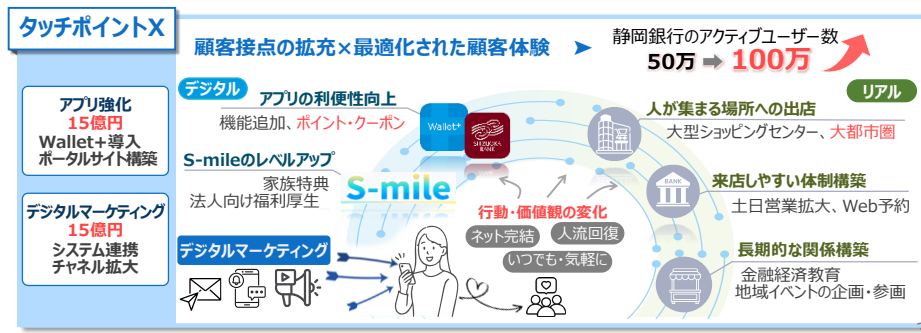 タッチポイントX
顧客接点の拡充×最適化された顧客体験
静岡銀行のアクティブユーザー数
50万 ➡ 100万
アプリ強化
15億円
Wallet+導入
ポータルサイト構築
デジタルマーケティング
15億円
システム連携
チャネル拡大
デジタル
アプリの利便性向上
機能追加、ポイント・クーポン
Wallet+
SHIZUOKA
BANK
S-mileのレベルアップ
家族特典
法人向け福利厚生
S-mile
デジタルマーケティング
行動・価値観の変化
ネット完結
人流回復
いつでも・気軽に
リアル
人が集まる場所への出店
大型ショッピングセンター、大都市圏
BANK
来店しやすい体制構築
土日営業拡大、Web予約
長期的な関係構築
金融経済教育
地域イベントの企画・参画